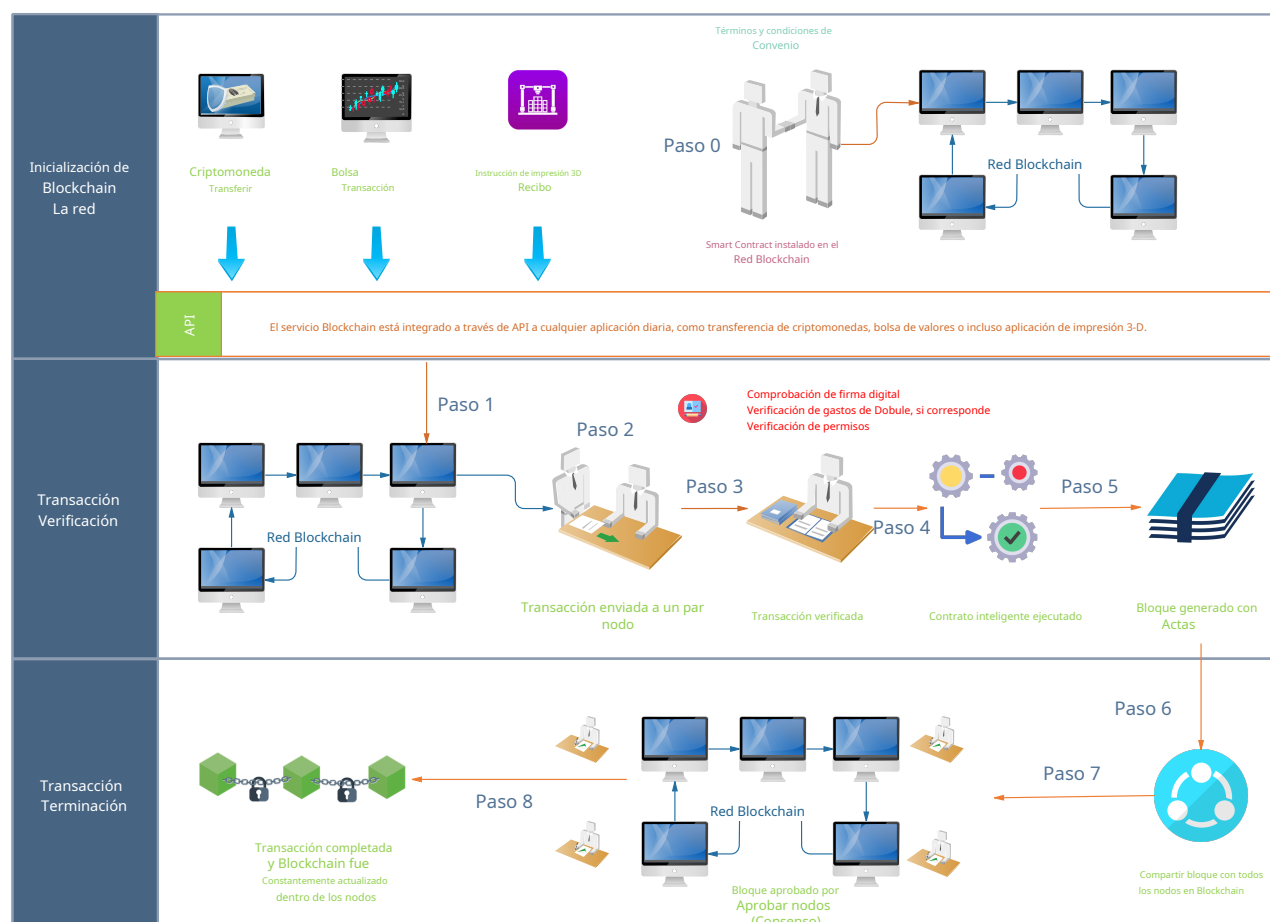 Inicialización de
Blockchain
La red
Criptomoneda
Transferir
Bolsa
Transacción
Instrucción de impresión 3D
Recibo
Términos y condiciones de
Convenio
Paso 0
Smart Contract instalado en el
Red Blockchain
Red Blockchain
API
El servicio Blockchain está integrado a través de API a cualquier aplicación diaria, como transferencia de criptomonedas, bolsa de valores o incluso aplicación de impresión 3-D.
Transacción
Verificación
Paso 1
Red Blockchain
Paso 2
Transacción enviada a un par
nodo
Comprobación de firma digital
Verificación de gastos de Dobule, si corresponde
Verificación de permisos
Paso 3
Transacción verificada
Paso 4
Contrato inteligente ejecutado
Paso 5
Bloque generado con
Actas
Transacción
Terminación
Paso 6
Compartir bloque con todos
los nodos en Blockchain
Paso 7
Red Blockchain
Bloque aprobado por
Aprobar nodos
(Consenso)
Paso 8
Transacción completada
y Blockchain fue
Constantemente actualizado
dentro de los nodos